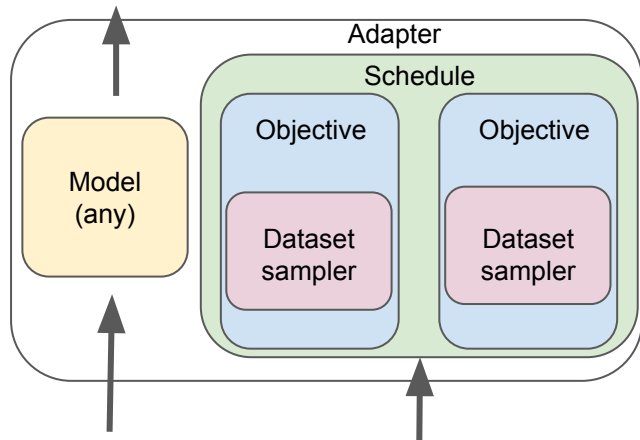 Adapter
Schedule
Objective
Objective
Model
(any)
Dataset
sampler
Dataset
sampler